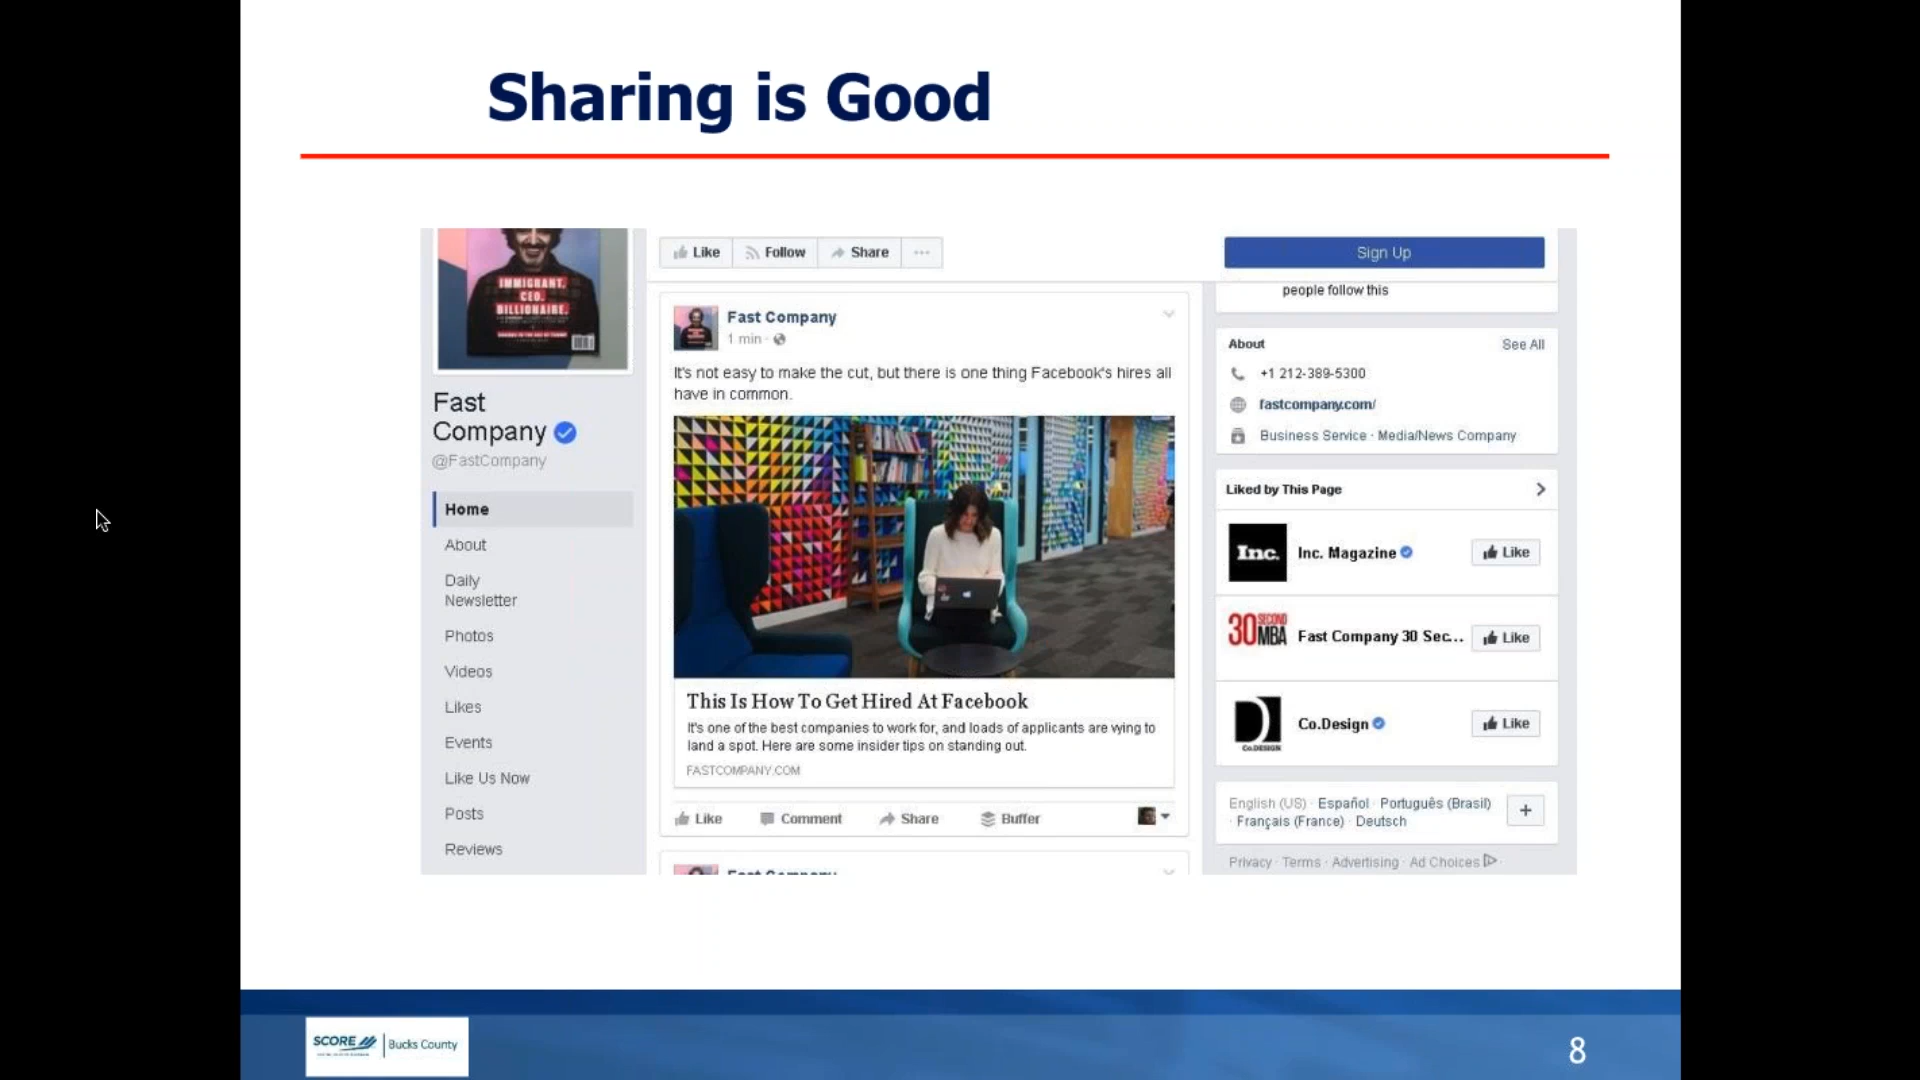 Sharing is Good
IMMIGRANT.
CEO.
BILLIONAIRE.
Fast
Company
@FastCompany
Home
About
Daily
Newsletter
Photos
Videos
Likes
Events
Like Us Now
Posts
Reviews
Like Follow Share ...
Fast Company
1 min ·
It's not easy to make the cut, but there is one thing Facebook's hires all
have in common.
This Is How To Get Hired At Facebook
It's one of the best companies to work for, and loads of applicants are vying to
land a spot. Here are some insider tips on standing out.
FASTCOMPANY.COM
Like Comment Share Buffer
Fast Company
Sign Up
people follow this
About See All
+1 212-389-5300
fastcompany.com/
Business Service · Media/News Company
Liked by This Page
Inc. Inc. Magazine Like
30 SECOND MBA Fast Company 30 Sec... Like
Co.DESIGN Co.Design Like
English (US) · Español · Português (Brasil)
· Français (France) · Deutsch
Privacy · Terms · Advertising · Ad Choices
SCORE Bucks County
8